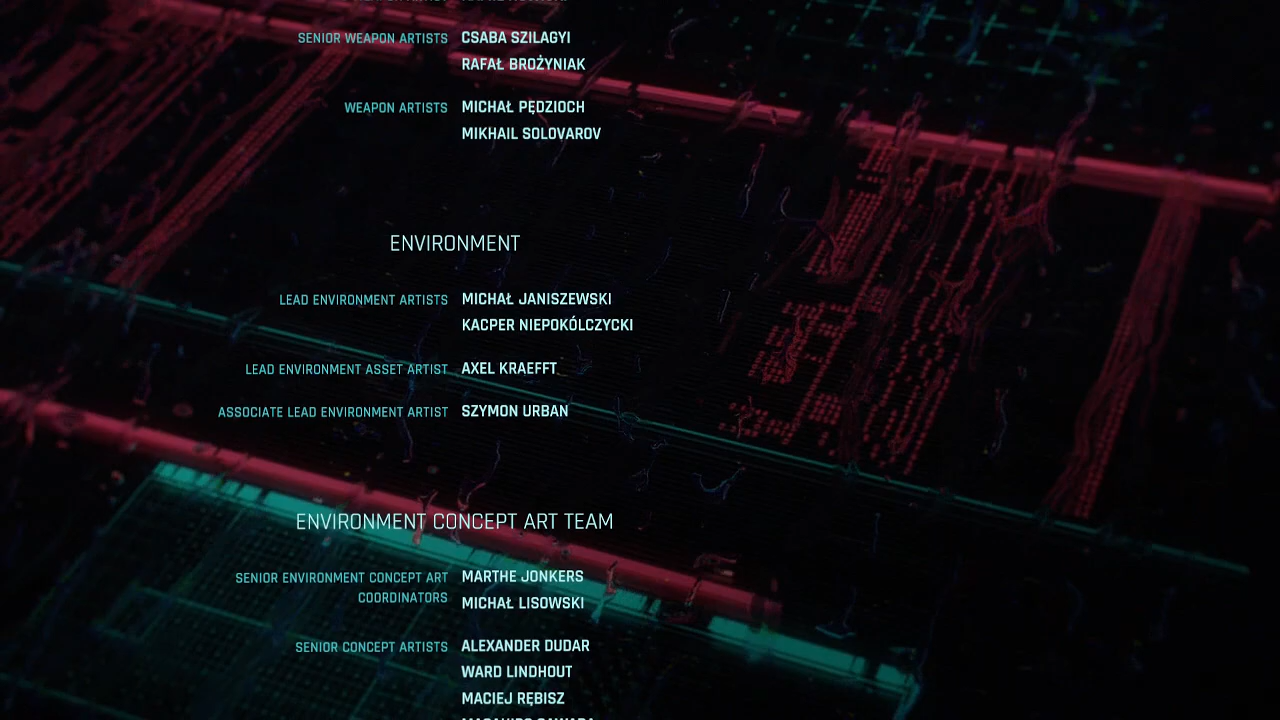 SENIOR WEAPON ARTISTS CSABA SZILAGYI
RAFAŁ BROŻYNIAK
WEAPON ARTISTS MICHAŁ PĘDZIOCH
MIKHAIL SOLOVAROV
ENVIRONMENT
LEAD ENVIRONMENT ARTISTS MICHAŁ JANISZEWSKI
KACPER NIEPOKÓLCZYCKI
LEAD ENVIRONMENT ASSET ARTIST AXEL KRAEFFT
ASSOCIATE LEAD ENVIRONMENT ARTIST SZYMON URBAN
ENVIRONMENT CONCEPT ART TEAM
SENIOR ENVIRONMENT CONCEPT ART MARTHE JONKERS
COORDINATORS MICHAŁ LISOWSKI
SENIOR CONCEPT ARTISTS ALEXANDER DUDAR
WARD LINDHOUT
MACIEJ RĘBISZ